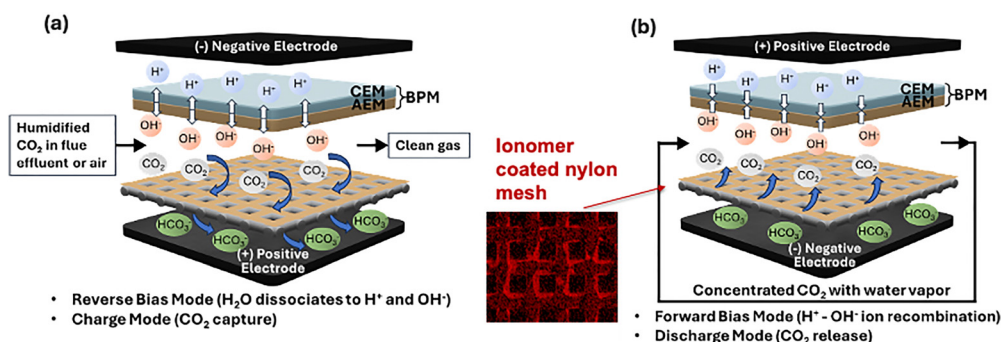 (a)
(-) Negative Electrode
H⁺ H⁺ H⁺ H⁺ H⁺
CEM
AEM
BPM
OH⁻ OH⁻ OH⁻ OH⁻ OH⁻
Humidified
CO₂ in flue
effluent or air
Clean gas
CO₂ CO₂ CO₂ CO₂
HCO₃⁻ HCO₃⁻ HCO₃⁻ HCO₃⁻
(+) Positive
Electrode
• Reverse Bias Mode (H₂O dissociates to H⁺ and OH⁻)
• Charge Mode (CO₂ capture)
Ionomer
coated nylon
mesh
(b)
(+) Positive Electrode
H⁺ H⁺ H⁺ H⁺ H⁺
CEM
AEM
BPM
OH⁻ OH⁻ OH⁻ OH⁻ OH⁻
CO₂ CO₂ CO₂ CO₂
HCO₃⁻ HCO₃⁻ HCO₃⁻ HCO₃⁻
(-) Negative
Electrode
Concentrated CO₂ with water vapor
• Forward Bias Mode (H⁺ - OH⁻ ion recombination)
• Discharge Mode (CO₂ release)